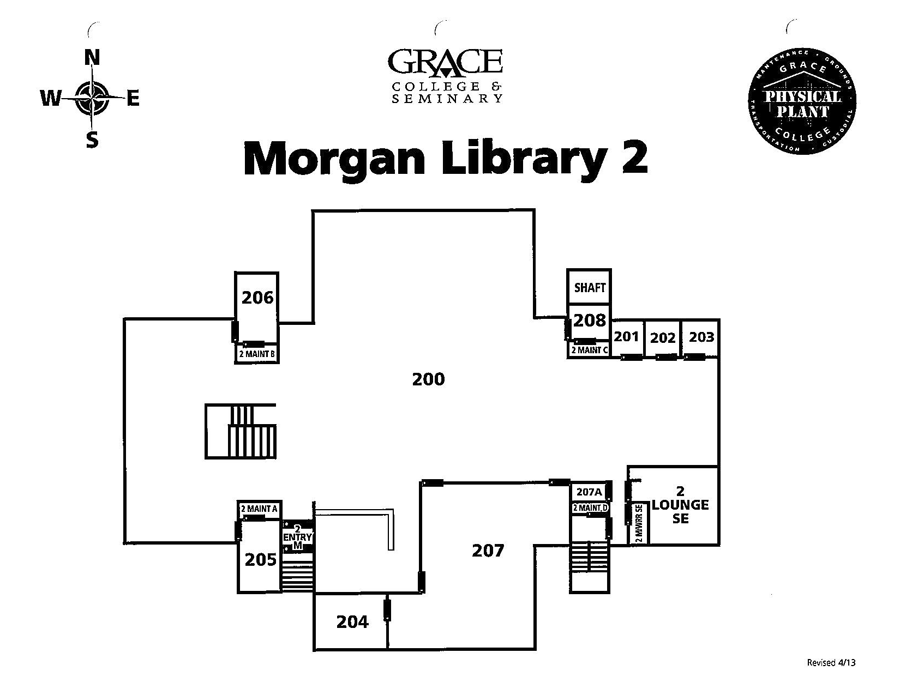 N
W E
S
GRACE
COLLEGE &
SEMINARY
MAINTENANCE • GROUNDS
GRACE
PHYSICAL
PLANT
COLLEGE
TRANSPORTATION • CUSTODIAL
Morgan Library 2
206
2 MAINT B
SHAFT
208
2 MAINT C
201
202
203
200
2 MAINT A
205
2
ENTRY
M
204
207
207A
2 MAINT D
2 M/WRR SE
2
LOUNGE
SE
Revised 4/13